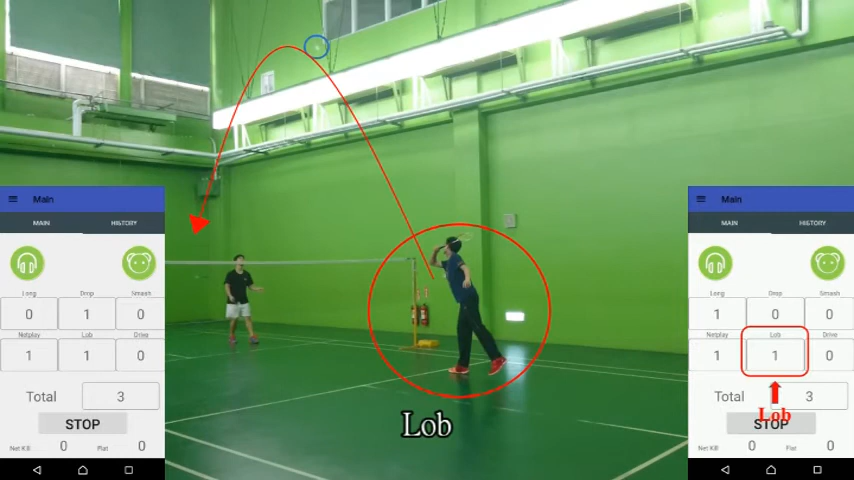 Main
MAIN HISTORY
Long Drop Smash
0 1 0
Netplay Lob Drive
1 1 0
Total 3
STOP
Net Kill 0 Flat 0
Lob
Main
MAIN HISTORY
Long Drop Smash
1 0 0
Netplay Lob Drive
1 1 0
Total 3
Lob
STOP
Net Kill 0 Flat 0